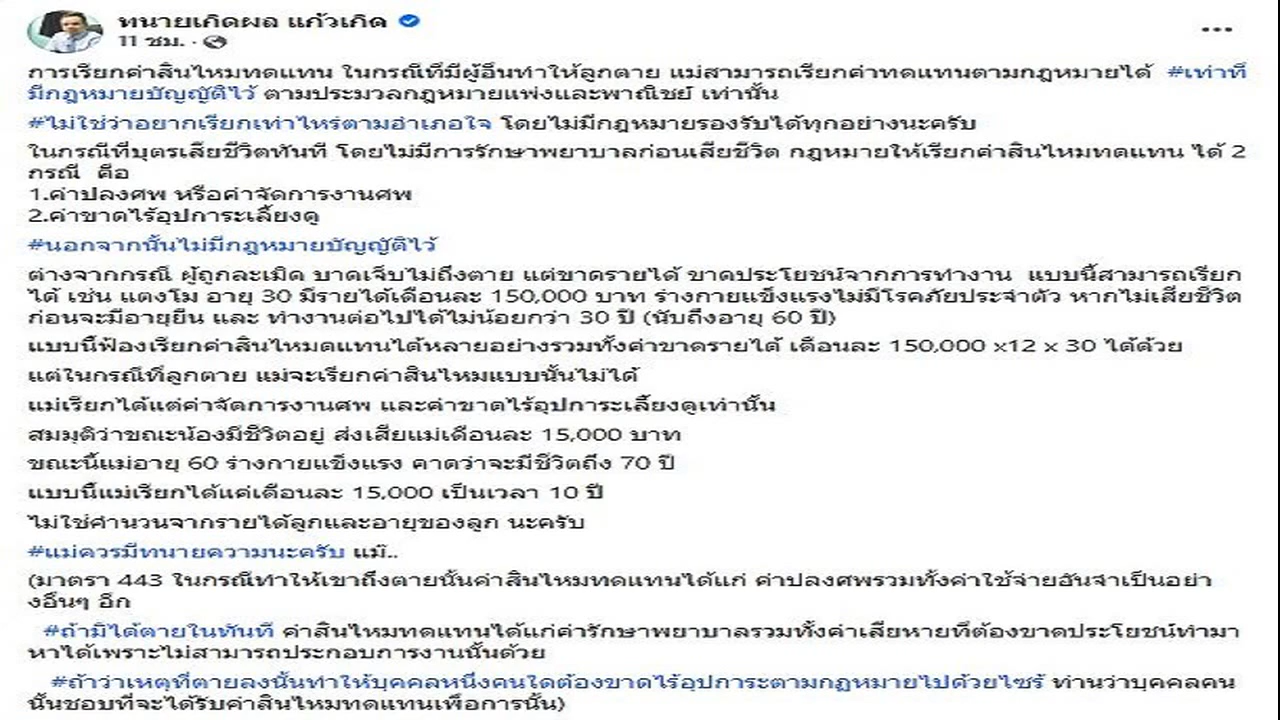 ทนายเกิดผล แก้วเกิด
11 ชม. ·
การเรียกค่าสินไหมทดแทน ในกรณีที่มีผู้อื่นทำให้ลูกตาย แม่สามารถเรียกค่าทดแทนตามกฎหมายได้ #เท่าที่
มีกฎหมายบัญญัติไว้ ตามประมวลกฎหมายแพ่งและพาณิชย์ เท่านั้น
#ไม่ใช่ว่าอยากเรียกเท่าไหร่ตามอำเภอใจ โดยไม่มีกฎหมายรองรับได้ทุกอย่างนะครับ
ในกรณีที่บุตรเสียชีวิตทันที โดยไม่มีการรักษาพยาบาลก่อนเสียชีวิต กฎหมายให้เรียกค่าสินไหมทดแทน ได้ 2
กรณี คือ
1.ค่าปลงศพ หรือค่าจัดการงานศพ
2.ค่าขาดไร้อุปการะเลี้ยงดู
#นอกจากนั้นไม่มีกฎหมายบัญญัติไว้
ต่างจากกรณี ผู้ถูกละเมิด บาดเจ็บไม่ถึงตาย แต่ขาดรายได้ ขาดประโยชน์จากการทำงาน แบบนี้สามารถเรียก
ได้ เช่น แตงโม อายุ 30 มีรายได้เดือนละ 150,000 บาท ร่างกายแข็งแรงไม่มีโรคภัยประจำตัว หากไม่เสียชีวิต
ก่อนจะมีอายุยืน และ ทำงานต่อไปได้ไม่น้อยกว่า 30 ปี (นับถึงอายุ 60 ปี)
แบบนี้ฟ้องเรียกค่าสินไหมดแทนได้หลายอย่างรวมทั้งค่าขาดรายได้ เดือนละ 150,000 x12 x 30 ได้ด้วย
แต่ในกรณีที่ลูกตาย แม่จะเรียกค่าสินไหมแบบนั้นไม่ได้
แม่เรียกได้แต่ค่าจัดการงานศพ และค่าขาดไร้อุปการะเลี้ยงดูเท่านั้น
สมมุติว่าขณะน้องมีชีวิตอยู่ ส่งเสียแม่เดือนละ 15,000 บาท
ขณะนี้แม่อายุ 60 ร่างกายแข็งแรง คาดว่าจะมีชีวิตถึง 70 ปี
แบบนี้แม่เรียกได้แค่เดือนละ 15,000 เป็นเวลา 10 ปี
ไม่ใช่คำนวนจากรายได้ลูกและอายุของลูก นะครับ
#แม่ควรมีทนายความนะครับ แม๊..
(มาตรา 443 ในกรณีทำให้เขาถึงตายนั้นค่าสินไหมทดแทนได้แก่ ค่าปลงศพรวมทั้งค่าใช้จ่ายอันจำเป็นอย่า
งอื่นๆ อีก
#ถ้ามิได้ตายในทันที ค่าสินไหมทดแทนได้แก่ค่ารักษาพยาบาลรวมทั้งค่าเสียหายที่ต้องขาดประโยชน์ทำมา
หาได้เพราะไม่สามารถประกอบการงานนั้นด้วย
#ถ้าว่าเหตุที่ตายลงนั้นทำให้บุคคลหนึ่งคนใดต้องขาดไร้อุปการะตามกฎหมายไปด้วยไซร้ ท่านว่าบุคคลคน
นั้นชอบที่จะได้รับค่าสินไหมทดแทนเพื่อการนั้น)